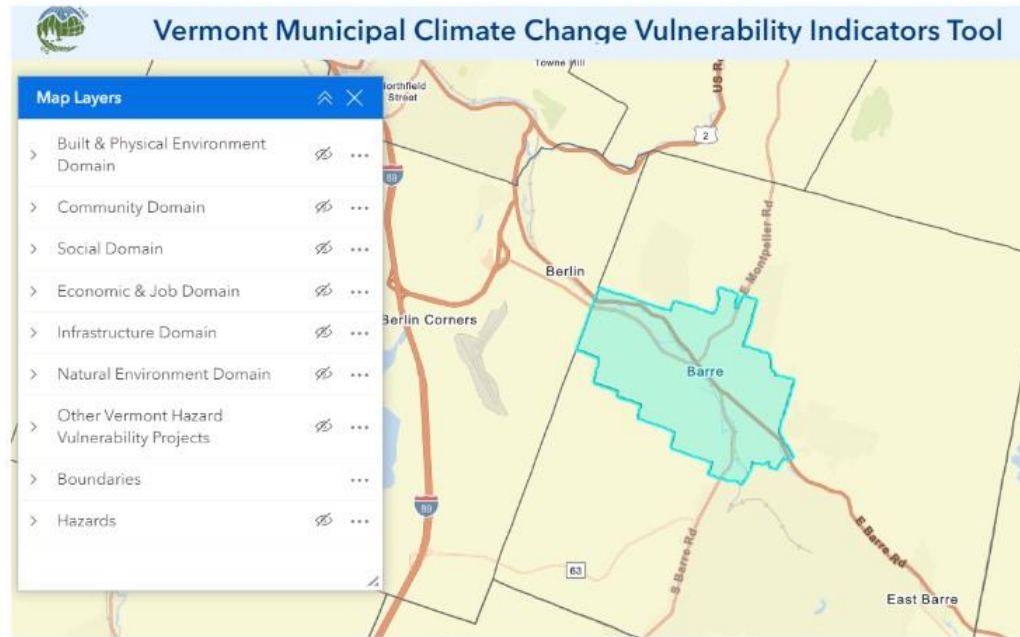 Vermont Municipal Climate Change Vulnerability Indicators Tool
Map Layers
Built & Physical Environment
Domain
Community Domain
Social Domain
Economic & Job Domain
Infrastructure Domain
Natural Environment Domain
Other Vermont Hazard
Vulnerability Projects
Boundaries
Hazards
Towne Hill
Northfield
Street
US R
2
89
E Montpelier Rd
Berlin
Berlin Corners
Barre
89
63
S Barre Rd
E Barre Rd
East Barre